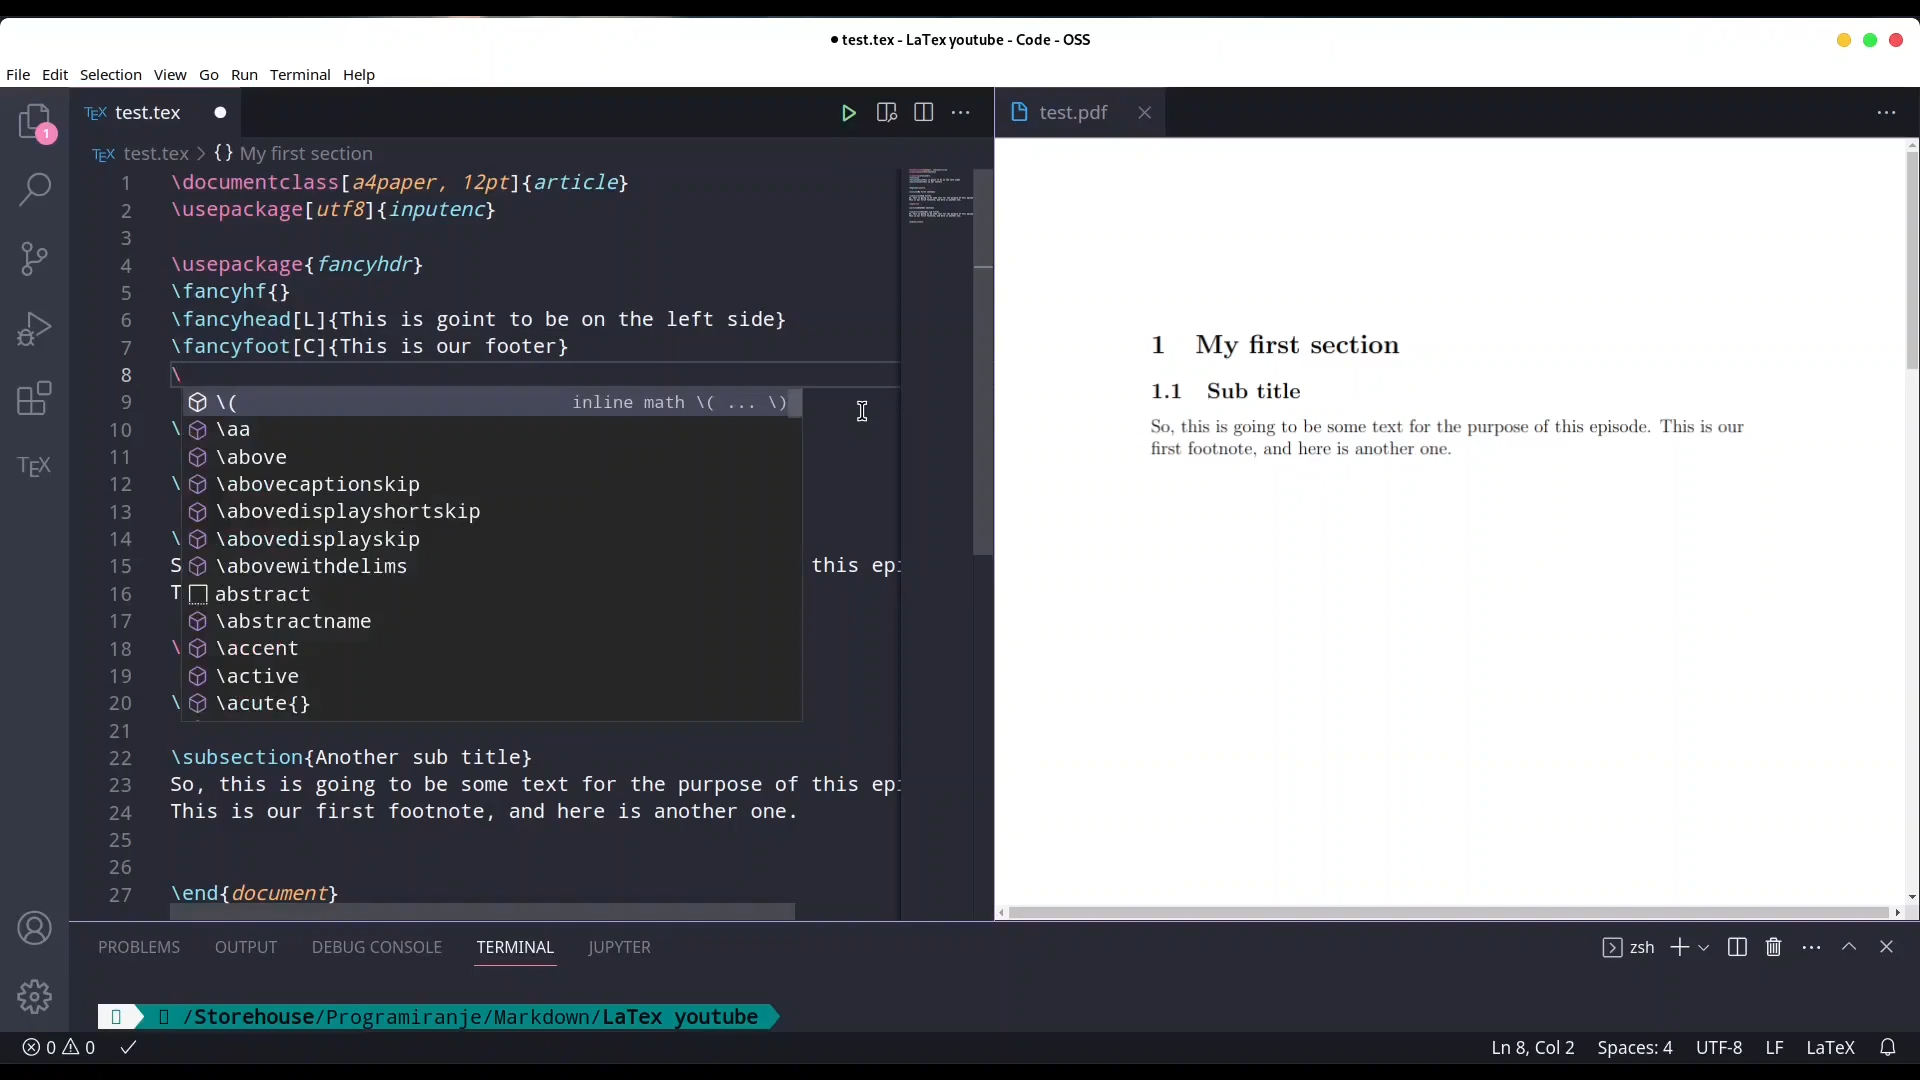 ● test.tex - LaTex youtube - Code - OSS
File Edit Selection View Go Run Terminal Help
1
TEX test.tex ●
test.pdf
TEX test.tex > {} My first section
1 \documentclass[a4paper, 12pt]{article}
2 \usepackage[utf8]{inputenc}
3
4 \usepackage{fancyhdr}
5 \fancyhf{}
6 \fancyhead[L]{This is goint to be on the left side}
7 \fancyfoot[C]{This is our footer}
8 \
9 \( inline math \( ... \)
10 \ \aa
11 \above
12 \ \abovecaptionskip
13 \abovedisplayshortskip
14 \ \abovedisplayskip
15 S \abovewithdelims this epi
16 T abstract
17 \abstractname
18 \ \accent
19 \active
20 \ \acute{}
21
22 \subsection{Another sub title}
23 So, this is going to be some text for the purpose of this epi
24 This is our first footnote, and here is another one.
25
26
27 \end{document}
TEX
1 My first section
1.1 Sub title
So, this is going to be some text for the purpose of this episode. This is our
first footnote, and here is another one.
PROBLEMS OUTPUT DEBUG CONSOLE TERMINAL JUPYTER
zsh
/Storehouse/Programiranje/Markdown/LaTex youtube
0 0
Ln 8, Col 2 Spaces: 4 UTF-8 LF LaTeX